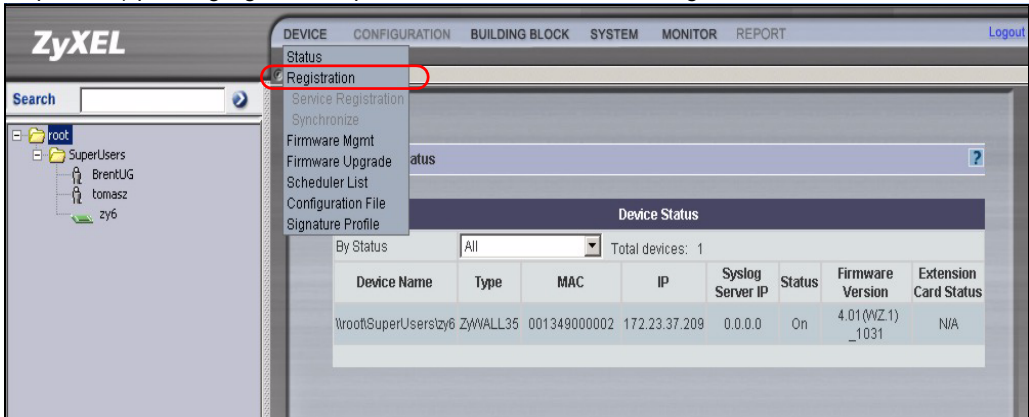 ZyXEL
DEVICE CONFIGURATION BUILDING BLOCK SYSTEM MONITOR REPORT Logout
Status
Registration
Service Registration
Synchronize
Firmware Mgmt
Firmware Upgrade
Scheduler List
Configuration File
Signature Profile
Search
root
SuperUsers
BrentUG
tomasz
zy6
atus
?
Device Status
By Status All Total devices: 1
Device Name Type MAC IP Syslog Server IP Status Firmware Version Extension Card Status
\\root\SuperUsers\zy6 ZyWALL35 001349000002 172.23.37.209 0.0.0.0 On 4.01(WZ.1)_1031 N/A